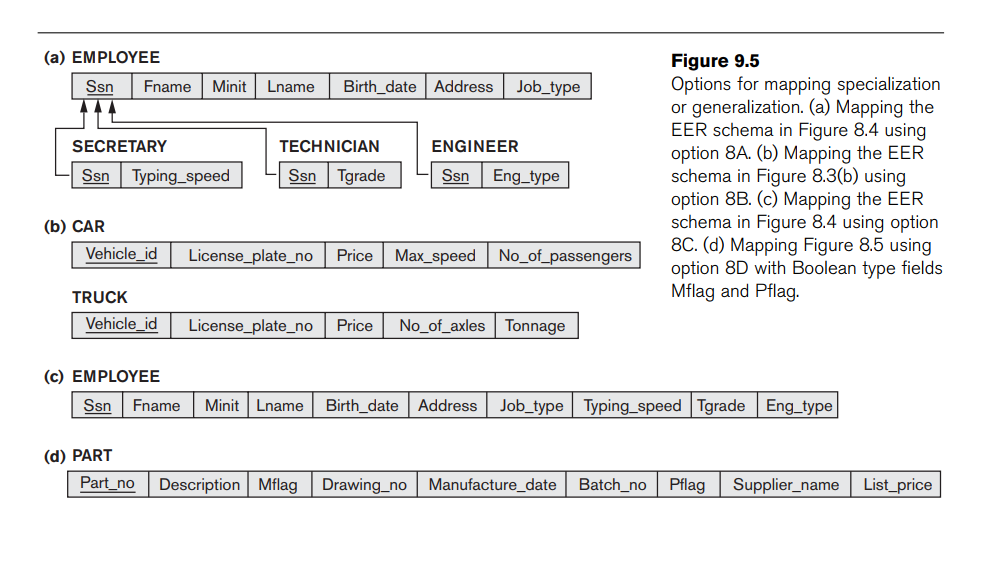 (a) EMPLOYEE
Ssn Fname Minit Lname Birth_date Address Job_type
SECRETARY TECHNICIAN ENGINEER
Ssn Typing_speed Ssn Tgrade Ssn Eng_type
(b) CAR
Vehicle_id License_plate_no Price Max_speed No_of_passengers
TRUCK
Vehicle_id License_plate_no Price No_of_axles Tonnage
(c) EMPLOYEE
Ssn Fname Minit Lname Birth_date Address Job_type Typing_speed Tgrade Eng_type
(d) PART
Part_no Description Mflag Drawing_no Manufacture_date Batch_no Pflag Supplier_name List_price
Figure 9.5
Options for mapping specialization
or generalization. (a) Mapping the
EER schema in Figure 8.4 using
option 8A. (b) Mapping the EER
schema in Figure 8.3(b) using
option 8B. (c) Mapping the EER
schema in Figure 8.4 using option
8C. (d) Mapping Figure 8.5 using
option 8D with Boolean type fields
Mflag and Pflag.